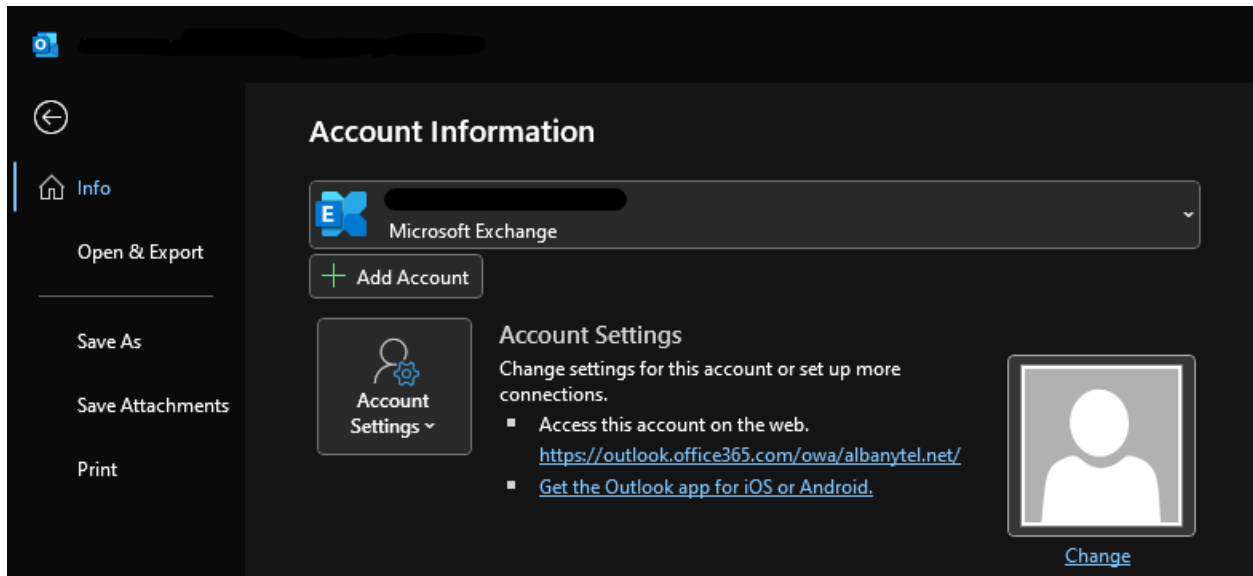 Account Information
Info
Microsoft Exchange
Open & Export
Add Account
Save As
Account Settings
Change settings for this account or set up more
connections.
Account
Settings
Save Attachments
Access this account on the web.
https://outlook.office365.com/owa/albanytel.net/
Print
Get the Outlook app for iOS or Android.
Change